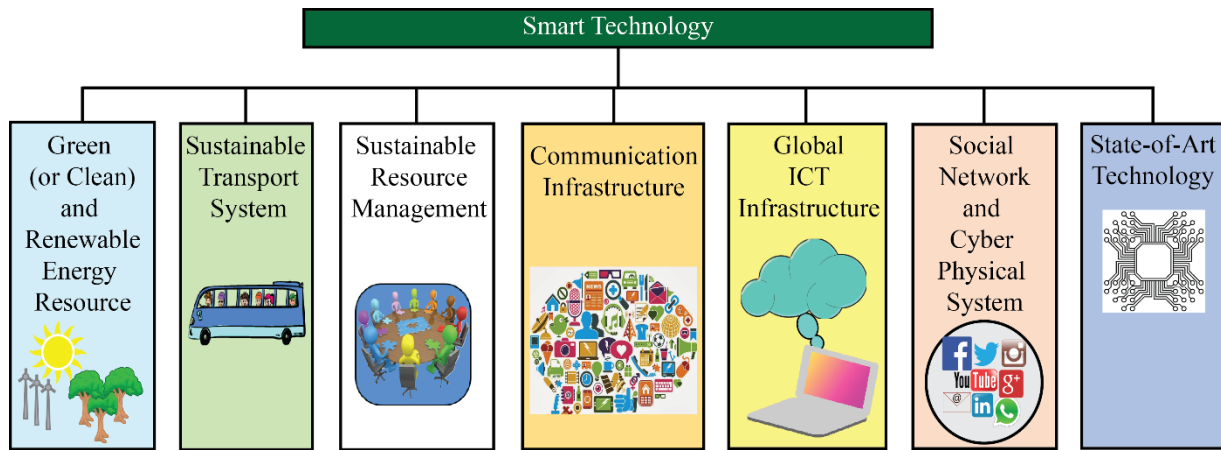 Smart Technology
Green
(or Clean)
and
Renewable
Energy
Resource
Sustainable
Transport
System
Sustainable
Resource
Management
Communication
Infrastructure
Global
ICT
Infrastructure
Social
Network
and
Cyber
Physical
System
f
You Tube g+
@ in
State-of-Art
Technology